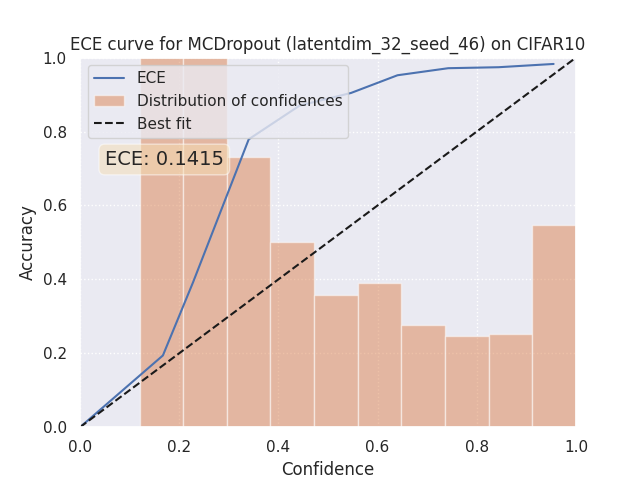 ECE curve for MCDropout (latentdim_32_seed_46) on CIFAR10
1.0
0.8
0.6
0.4
0.2
0.0
Accuracy
ECE
Distribution of confidences
Best fit
ECE: 0.1415
0.0 0.2 0.4 0.6 0.8 1.0
Confidence